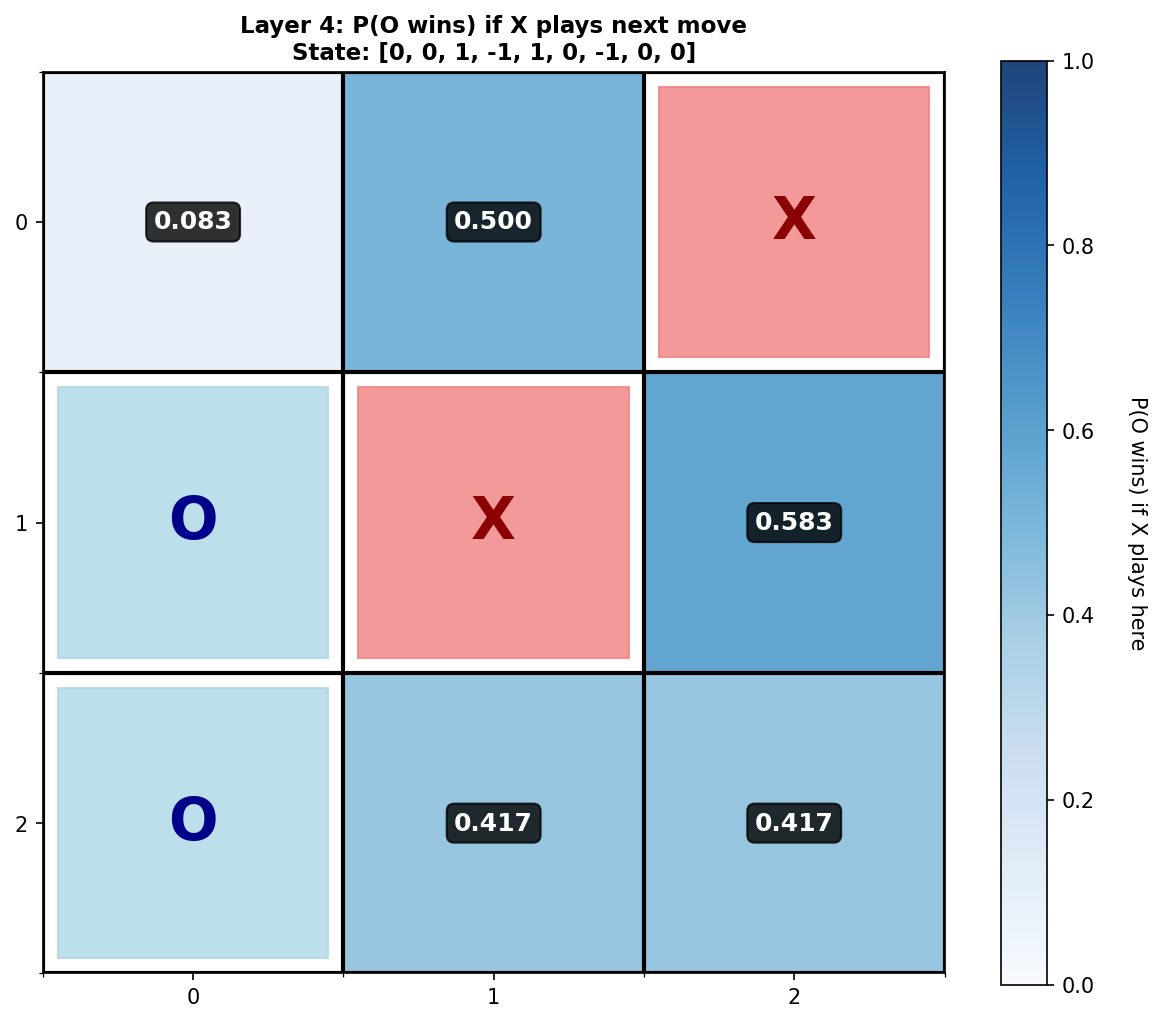 Layer 4: P(O wins) if X plays next move
State: [0, 0, 1, -1, 1, 0, -1, 0, 0]
0
0.083
0.500
X
1
O
X
0.583
2
O
0.417
0.417
0
1
2
1.0
0.8
0.6
0.4
0.2
0.0
P(O wins) if X plays here